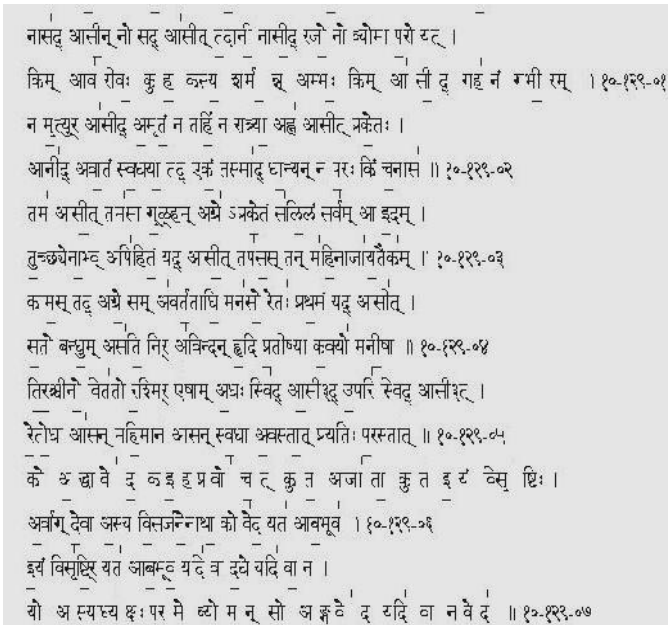 नासद् आसीन् नो सद् आसीत् तदानीं नासीद् रजो नो व्योमा परो यत् ।
किम् आवरीवः कुह कस्य शर्मन्न् अम्भः किम् आसीद् गहनं गभीरम् । १०-१२९-०१
न मृत्युर् आसीद् अमृतं न तर्हि न रात्र्या अह्न आसीत् प्रकेतः ।
आनीद् अवातं स्वधया तद् एकं तस्माद् धान्यन् न परः किं चनास ॥ १०-१२९-०२
तम असीत् तमसा गूळ्हम् अग्रे ऽप्रकेतं सलिलं सर्वम् आ इदम् ।
तुच्छ्येनाभ्व् अपिहितं यद् असीत् तपसस् तन् महिनाजायतैकम् । १०-१२९-०३
कामस् तद् अग्रे सम् अवर्तताधि मनसो रेतः प्रथमं यद् असीत् ।
सतो बन्धुम् असति निर् अविन्दन् हृदि प्रतीष्या कवयो मनीषा ॥ १०-१२९-०४
तिरश्चीनो विततो रश्मिर् एषाम् अधः स्विद् आसी३द् उपरि स्विद् आसी३त् ।
रेतोधा आसन् महिमान आसन् स्वधा अवस्तात् प्रयतिः परस्तात् ॥ १०-१२९-०५
को अद्धा वेद क इह प्र वोचत् कुत अजाता कुत इयं विसृष्टिः ।
अर्वाग् देवा अस्य विसर्जनेनाथा को वेद यत आबभूव । १०-१२९-०६
इयं विसृष्टिर् यत आबभूव यदि वा दधे यदि वा न ।
यो अस्याध्यक्षः परमे व्योमन् सो अङ्ग वेद यदि वा न वेद ॥ १०-१२९-०७